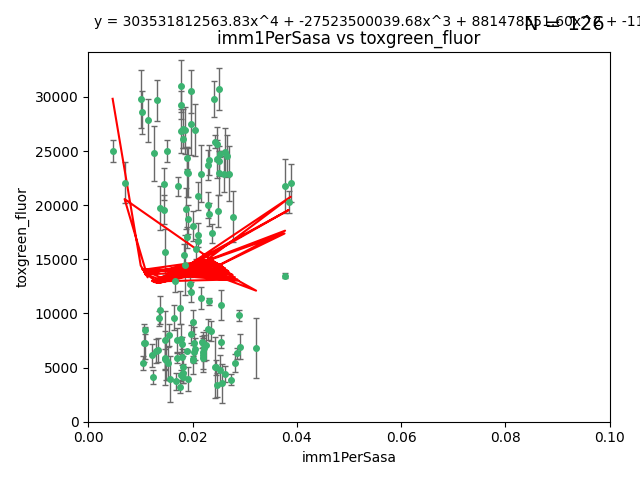 y = 303531812563.83x^4 + -27523500039.68x^3 + 881478551.60x^2 + -11
N = 126
imm1PerSasa vs toxgreen_fluor
30000
25000
20000
15000
10000
5000
0
toxgreen_fluor
0.00 0.02 0.04 0.06 0.08 0.10
imm1PerSasa